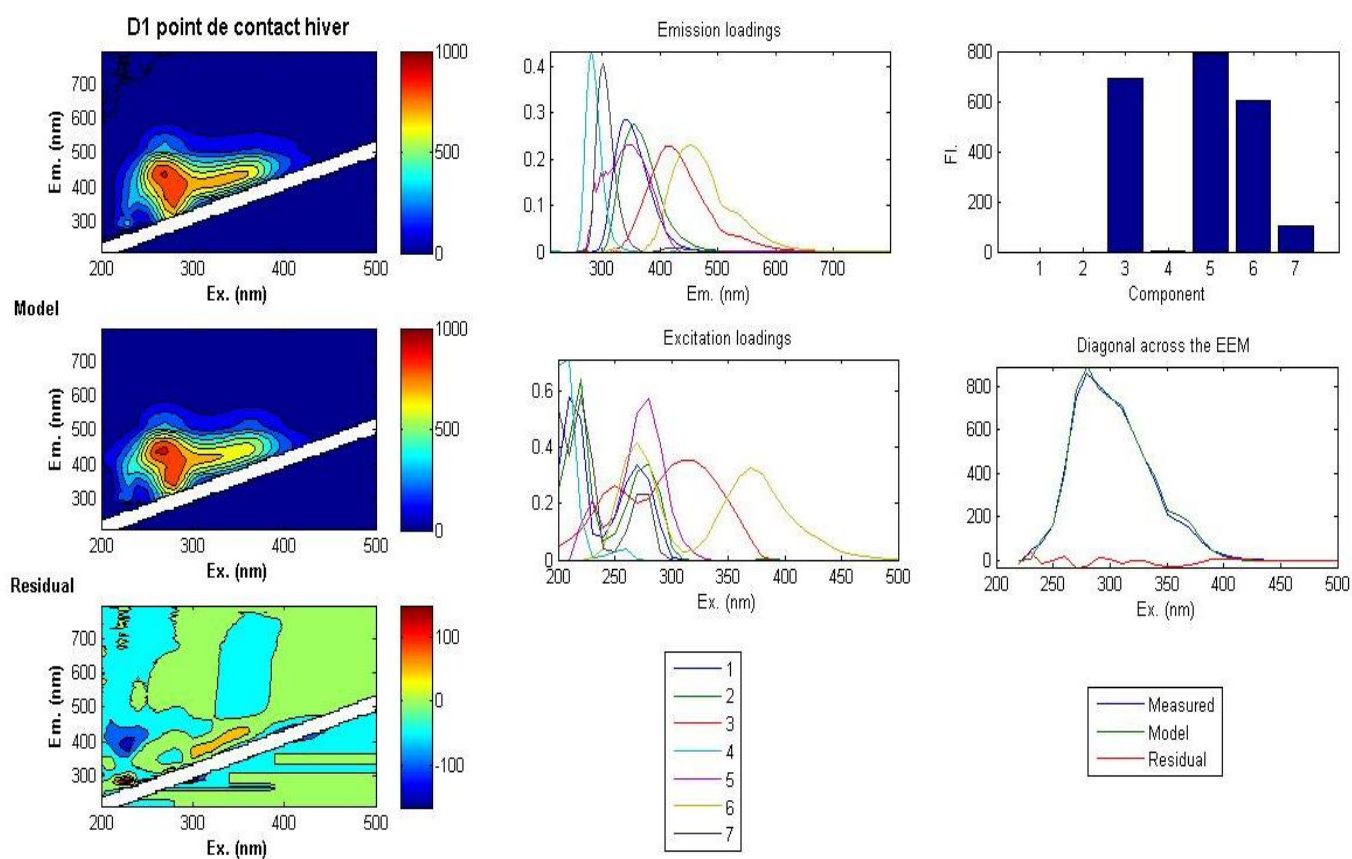 D1 point de contact hiver
Em. (nm)
700
600
500
400
300
200 300 400 500
Ex. (nm)
1000
500
0
Emission loadings
0.4
0.3
0.2
0.1
0
300 400 500 600 700
Em. (nm)
Fl.
800
600
400
200
0
1 2 3 4 5 6 7
Component
Model
Em. (nm)
700
600
500
400
300
200 300 400 500
Ex. (nm)
1000
500
0
Excitation loadings
0.6
0.4
0.2
0
200 250 300 350 400 450 500
Ex. (nm)
Diagonal across the EEM
800
600
400
200
0
200 250 300 350 400 450 500
Ex. (nm)
Residual
Em. (nm)
700
600
500
400
300
200 300 400 500
Ex. (nm)
100
0
-100
1
2
3
4
5
6
7
Measured
Model
Residual